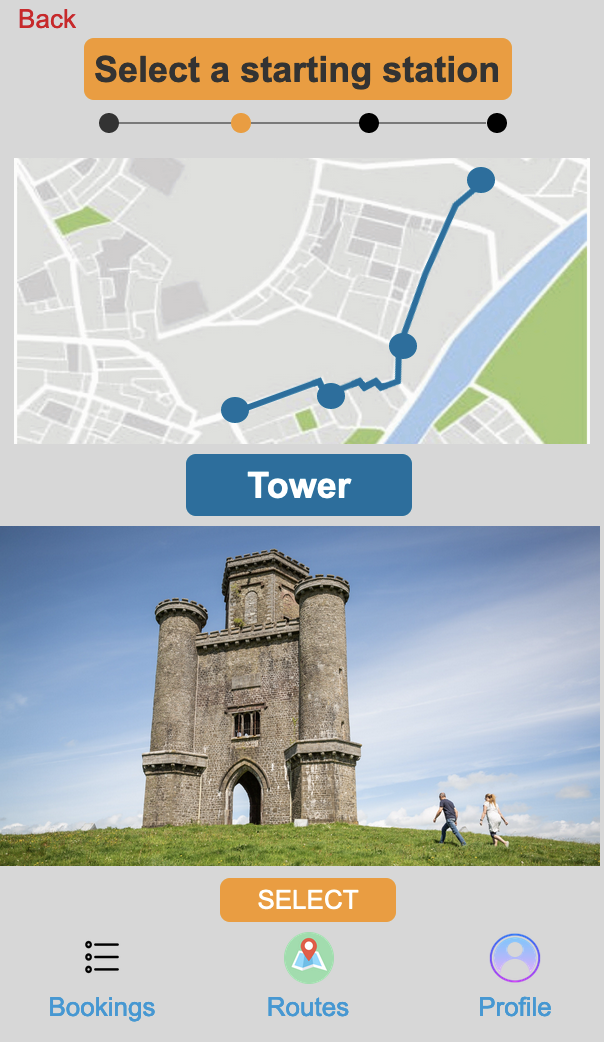 Back
Select a starting station
Tower
SELECT
Bookings
Routes
Profile